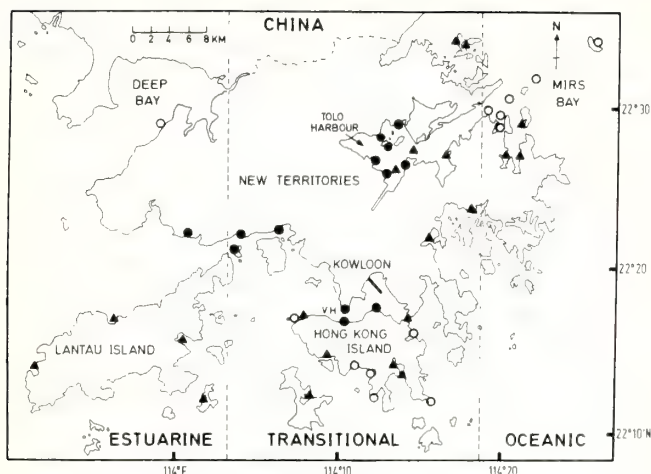 CHINA
N
0 2 4 6 8 KM
DEEP
BAY
MIRS
BAY
22°30
TOLO
HARBOUR
NEW TERRITORIES
22°20
KOWLOON
VH
HONG KONG
ISLAND
LANTAU ISLAND
ESTUARINE TRANSITIONAL OCEANIC
22°10'N
114°E 114°10 114°20